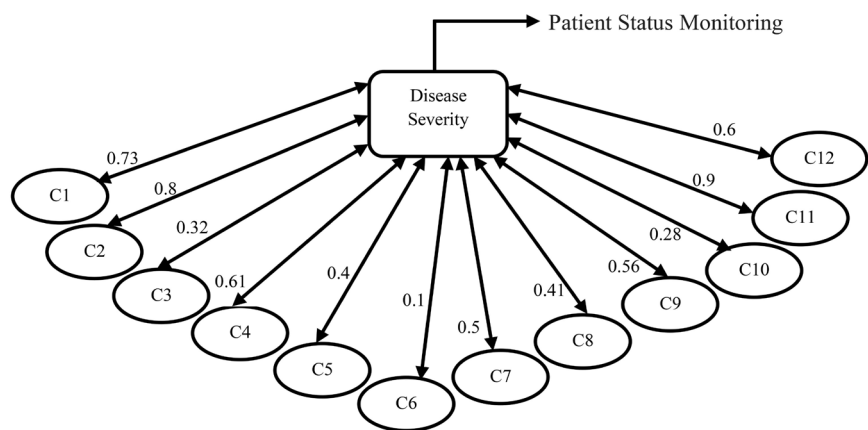 Patient Status Monitoring
Disease
Severity
0.73
0.8
0.32
0.61
0.4
0.1
0.5
0.41
0.56
0.28
0.9
0.6
C1
C2
C3
C4
C5
C6
C7
C8
C9
C10
C11
C12